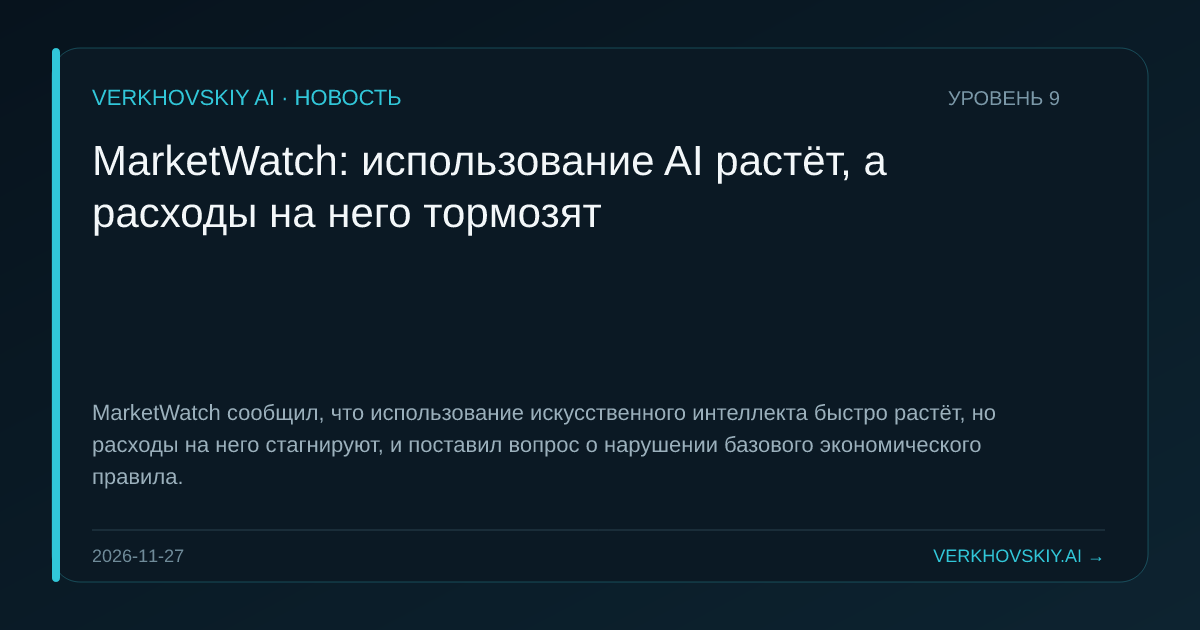 VERKHOVSKIY AI · НОВОСТЬ
УРОВЕНЬ 9
MarketWatch: использование AI растёт, а
расходы на него тормозят
MarketWatch сообщил, что использование искусственного интеллекта быстро растёт, но
расходы на него стагнируют, и поставил вопрос о нарушении базового экономического
правила.
2026-11-27
VERKHOVSKIY.AI →